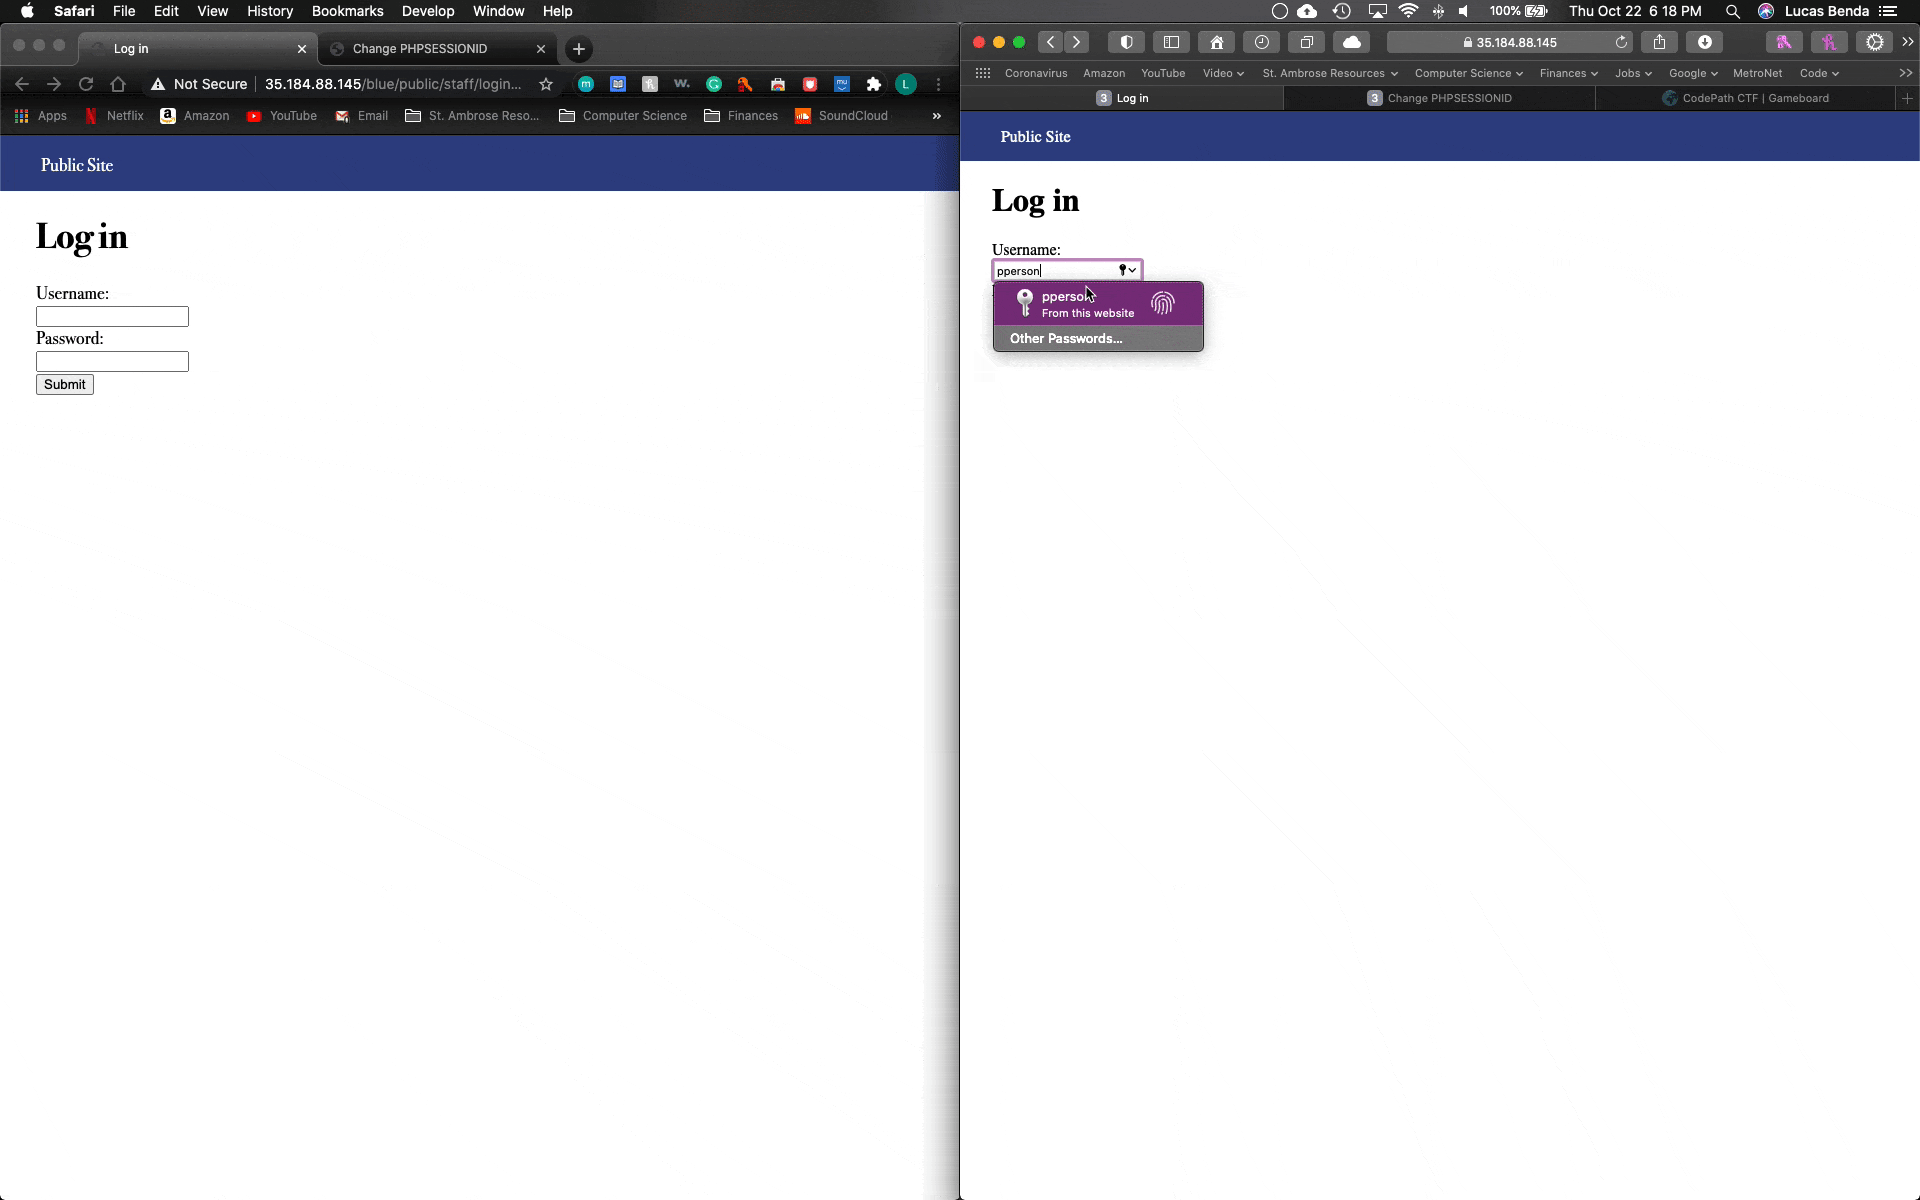 Safari File Edit View History Bookmarks Develop Window Help 100% Thu Oct 22 6 18 PM Lucas Benda
Log in Change PHPSESSIONID
Not Secure 35.184.88.145/blue/public/staff/login...
Apps Netflix Amazon YouTube Email St. Ambrose Reso... Computer Science Finances SoundCloud »
Public Site
Log in
Username:
Password:
Submit
35.184.88.145
Coronavirus Amazon YouTube Video St. Ambrose Resources Computer Science Finances Jobs Google MetroNet Code
3 Log in 3 Change PHPSESSIONID CodePath CTF | Gameboard
Public Site
Log in
Username:
pperson
pperson
From this website
Other Passwords...